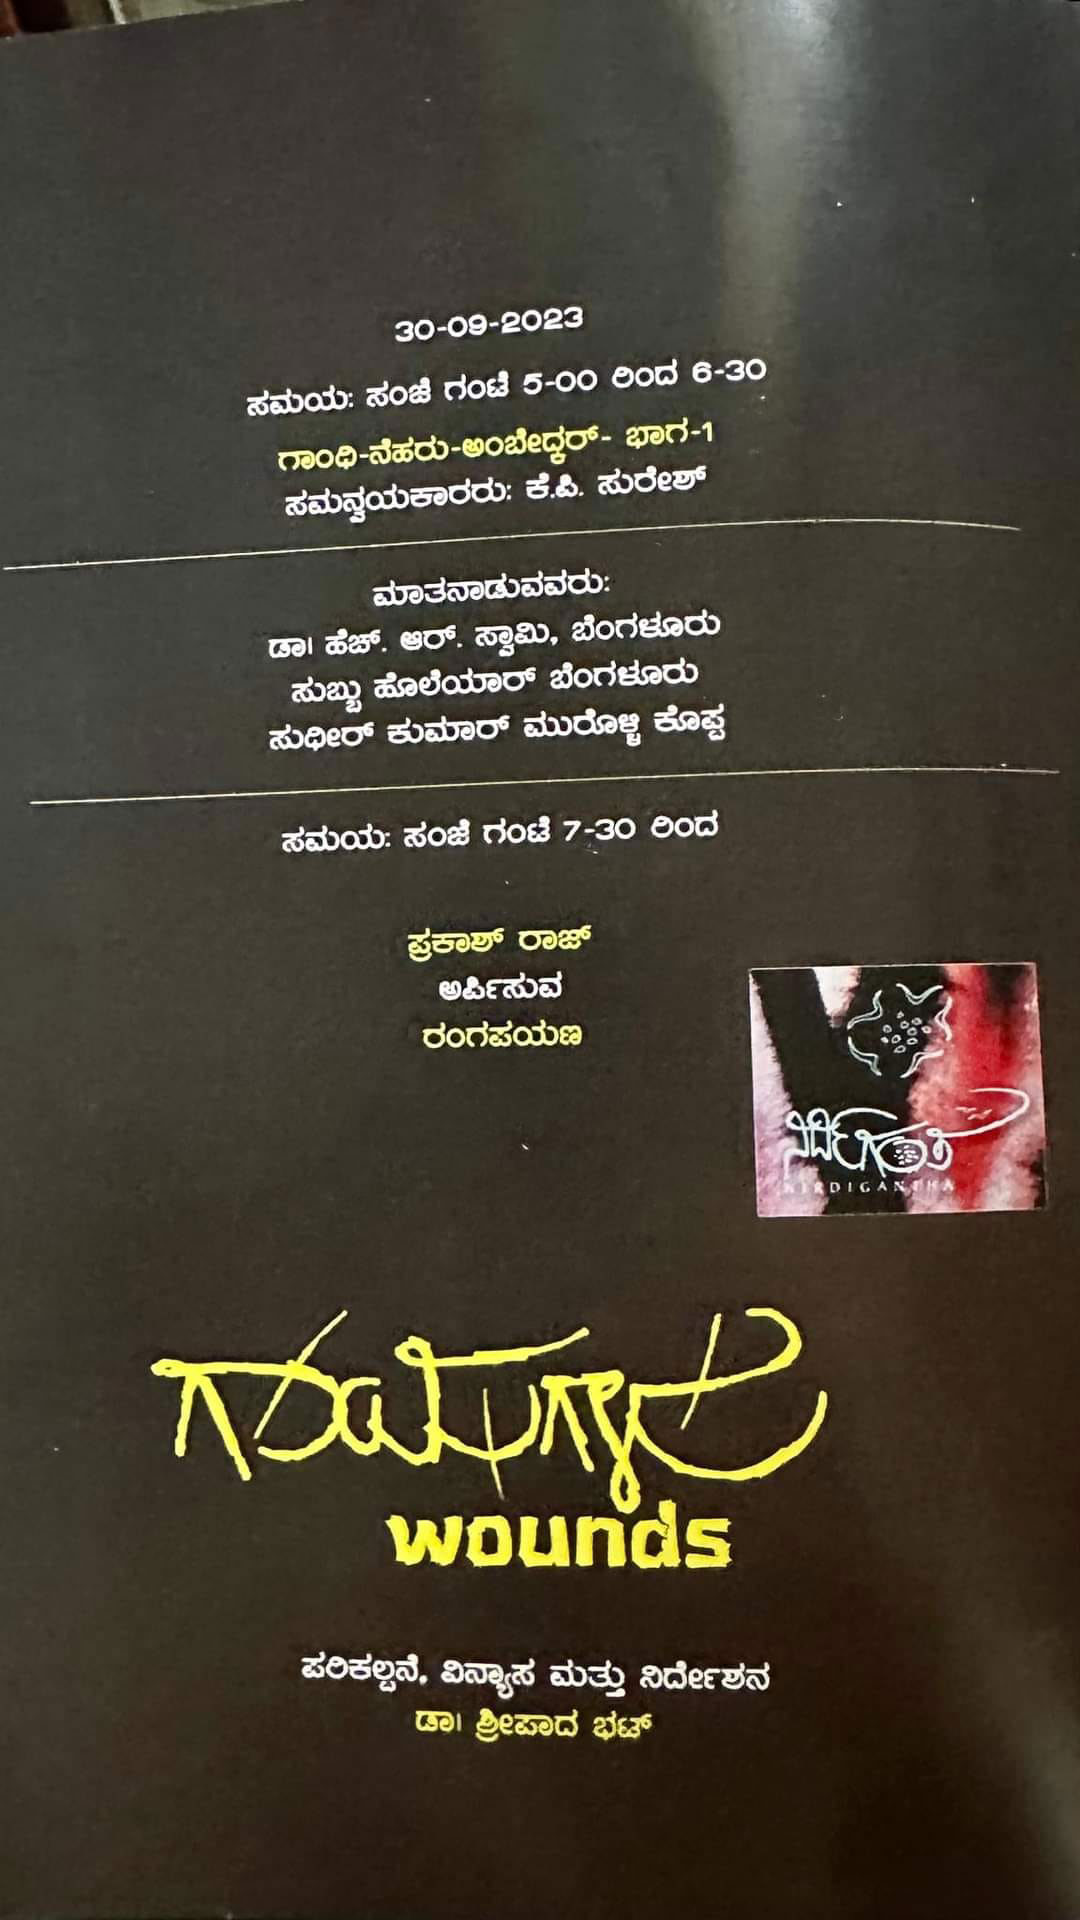 30-09-2023
ಸಮಯ: ಸಂಜೆ ಗಂಟೆ 5-00 ರಿಂದ 6-30
ಗಾಂಧಿ-ನೆಹರು-ಅಂಬೇದ್ಕರ್- ಭಾಗ-1
ಸಮನ್ವಯಕಾರರು: ಕೆ.ಪಿ. ಸುರೇಶ್
ಮಾತನಾಡುವವರು:
ಡಾ। ಹೆಚ್. ಆರ್. ಸ್ವಾಮಿ, ಬೆಂಗಳೂರು
ಸುಬ್ಬು ಹೊಲೆಯಾರ್ ಬೆಂಗಳೂರು
ಸುಧೀರ್ ಕುಮಾರ್ ಮುರೊಳ್ಳಿ ಕೊಪ್ಪ
ಸಮಯ: ಸಂಜೆ ಗಂಟೆ 7-30 ರಿಂದ
ಪ್ರಕಾಶ್ ರಾಜ್
ಅರ್ಪಿಸುವ
ರಂಗಪಯಣ
ನಿರ್ದಿಗಂತ
NIRDIGANTHA
ಗಾಯಗಳು
wounds
ಪರಿಕಲ್ಪನೆ, ವಿನ್ಯಾಸ ಮತ್ತು ನಿರ್ದೇಶನ
ಡಾ। ಶ್ರೀಪಾದ ಭಟ್